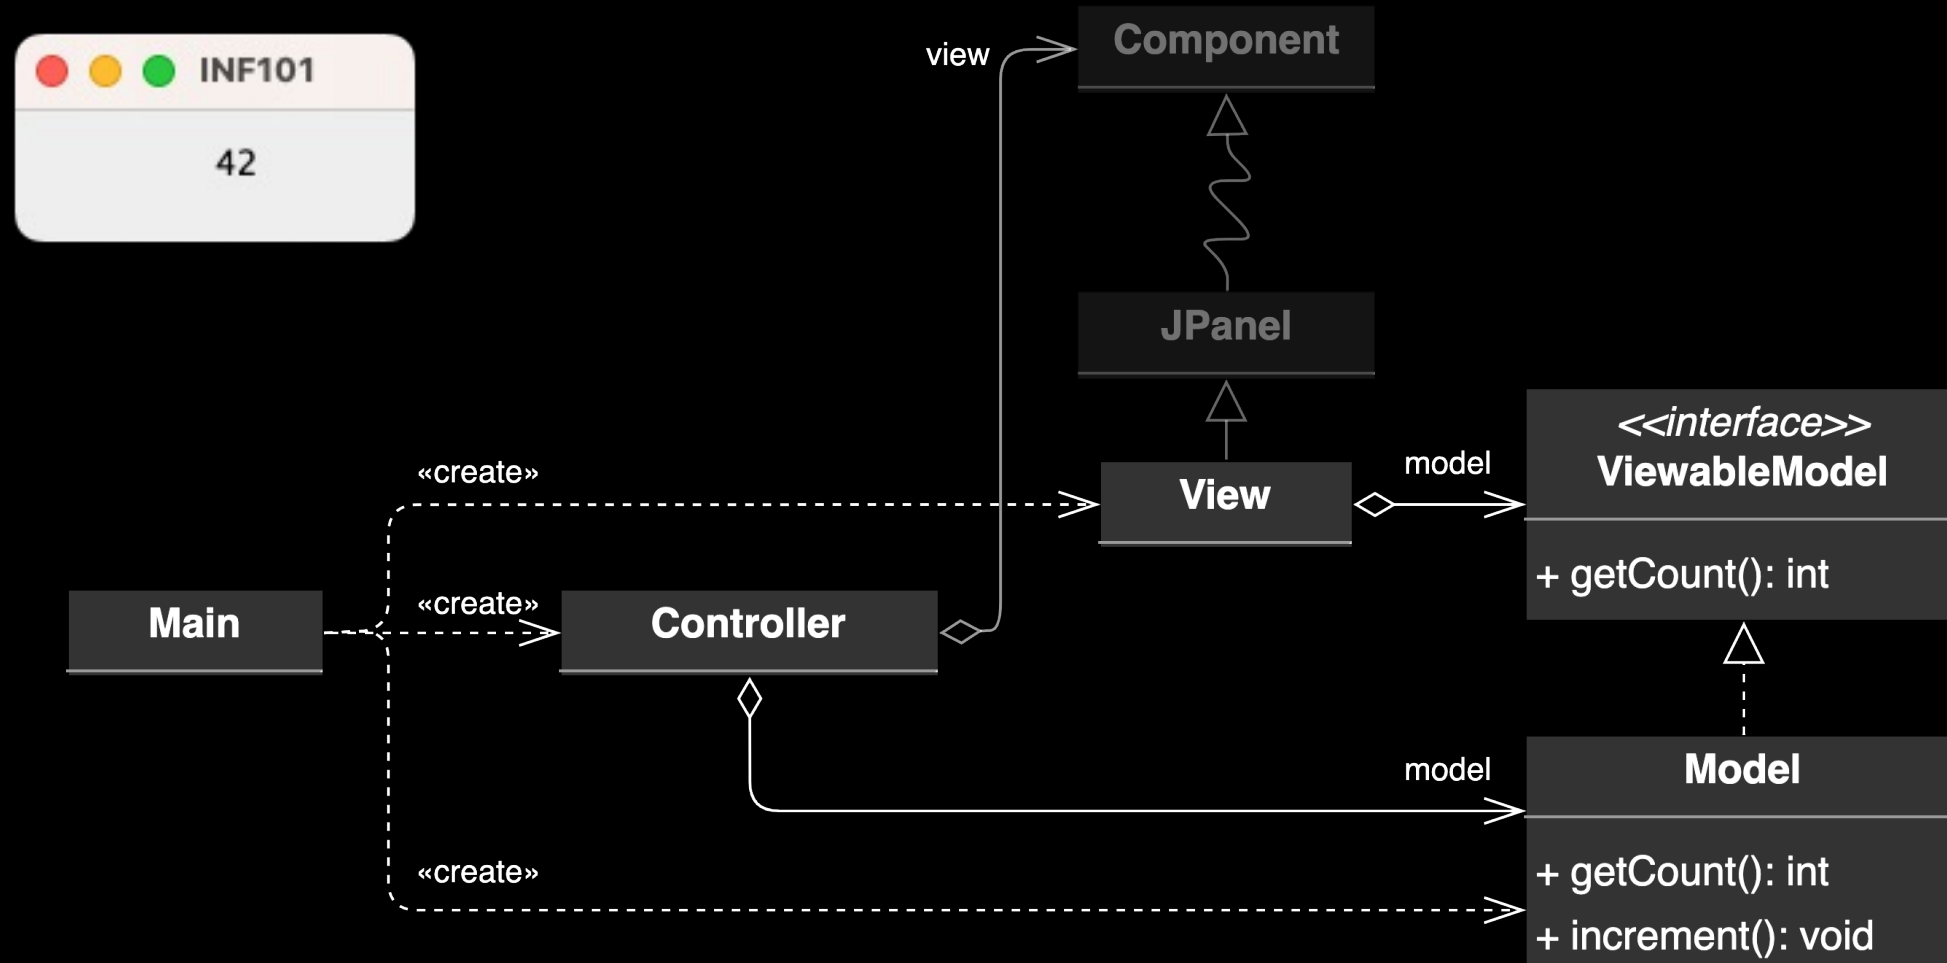 INF101
42
view
Component
JPanel
«create»
View
model
<<interface>>
ViewableModel
+ getCount(): int
Main
«create»
Controller
model
Model
«create»
+ getCount(): int
+ increment(): void